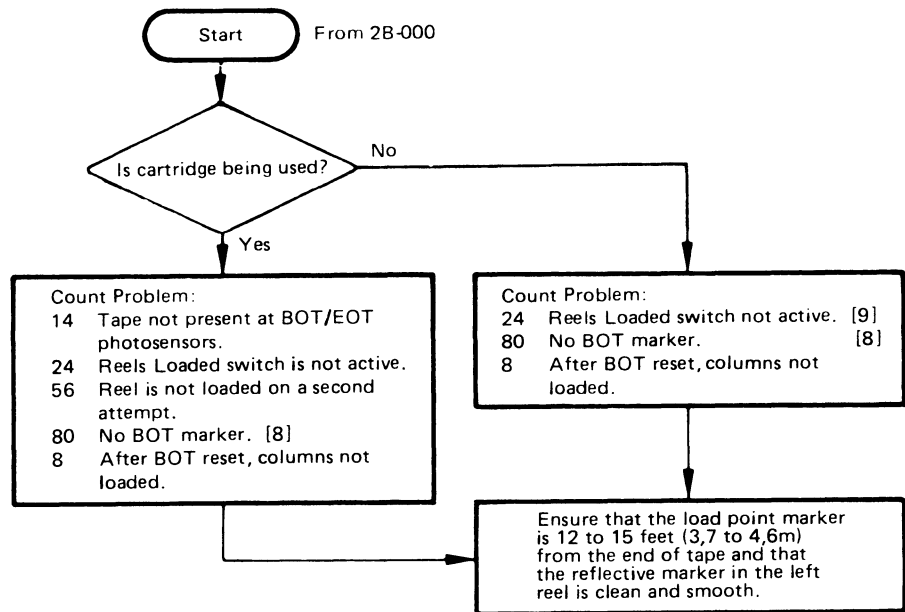 Start
From 2B-000
Is cartridge being used?
No
Yes
Count Problem:
14 Tape not present at BOT/EOT
photosensors.
24 Reels Loaded switch is not active.
56 Reel is not loaded on a second
attempt.
80 No BOT marker. [8]
8 After BOT reset, columns not
loaded.
Count Problem:
24 Reels Loaded switch not active. [9]
80 No BOT marker. [8]
8 After BOT reset, columns not
loaded.
Ensure that the load point marker
is 12 to 15 feet (3,7 to 4,6m)
from the end of tape and that
the reflective marker in the left
reel is clean and smooth.